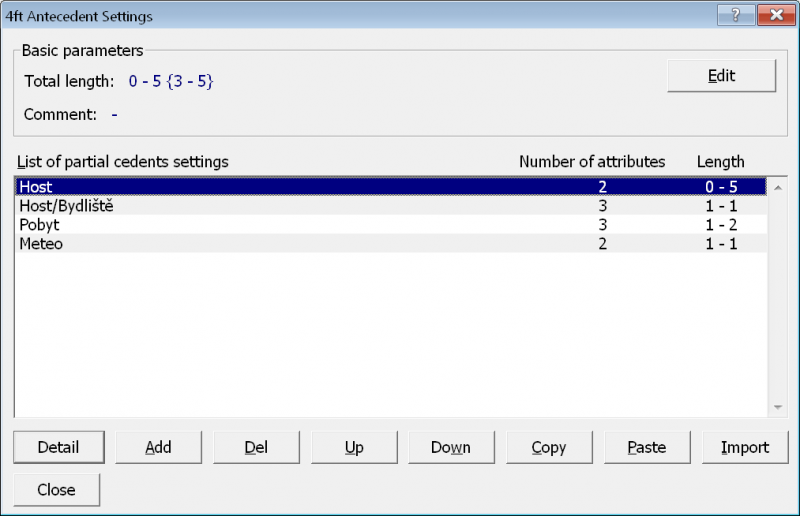 4ft Antecedent Settings
Basic parameters
Total length: 0 - 5 {3 - 5}
Edit
Comment: -
List of partial cedents settings Number of attributes Length
Host 2 0 - 5
Host/Bydliště 3 1 - 1
Pobyt 3 1 - 2
Meteo 2 1 - 1
Detail Add Del Up Down Copy Paste Import
Close